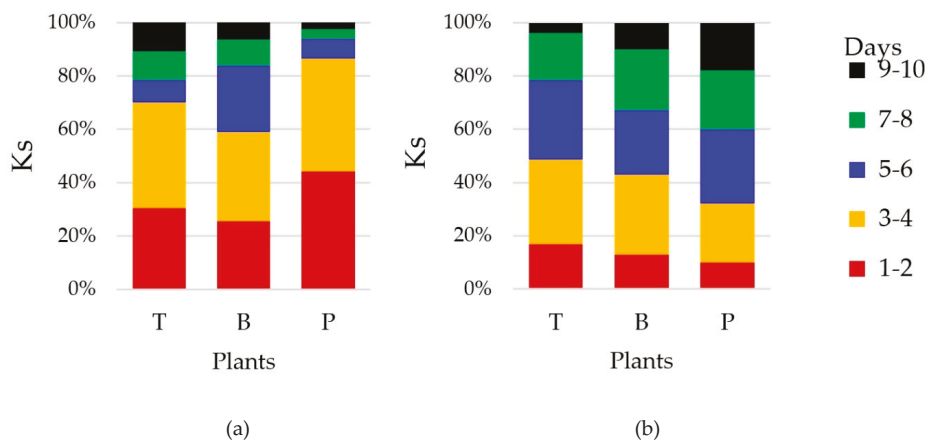 100%
80%
60%
40%
20%
0%
Ks
T B P
Plants
(a)
100%
80%
60%
40%
20%
0%
Ks
T B P
Plants
(b)
Days
9-10
7-8
5-6
3-4
1-2